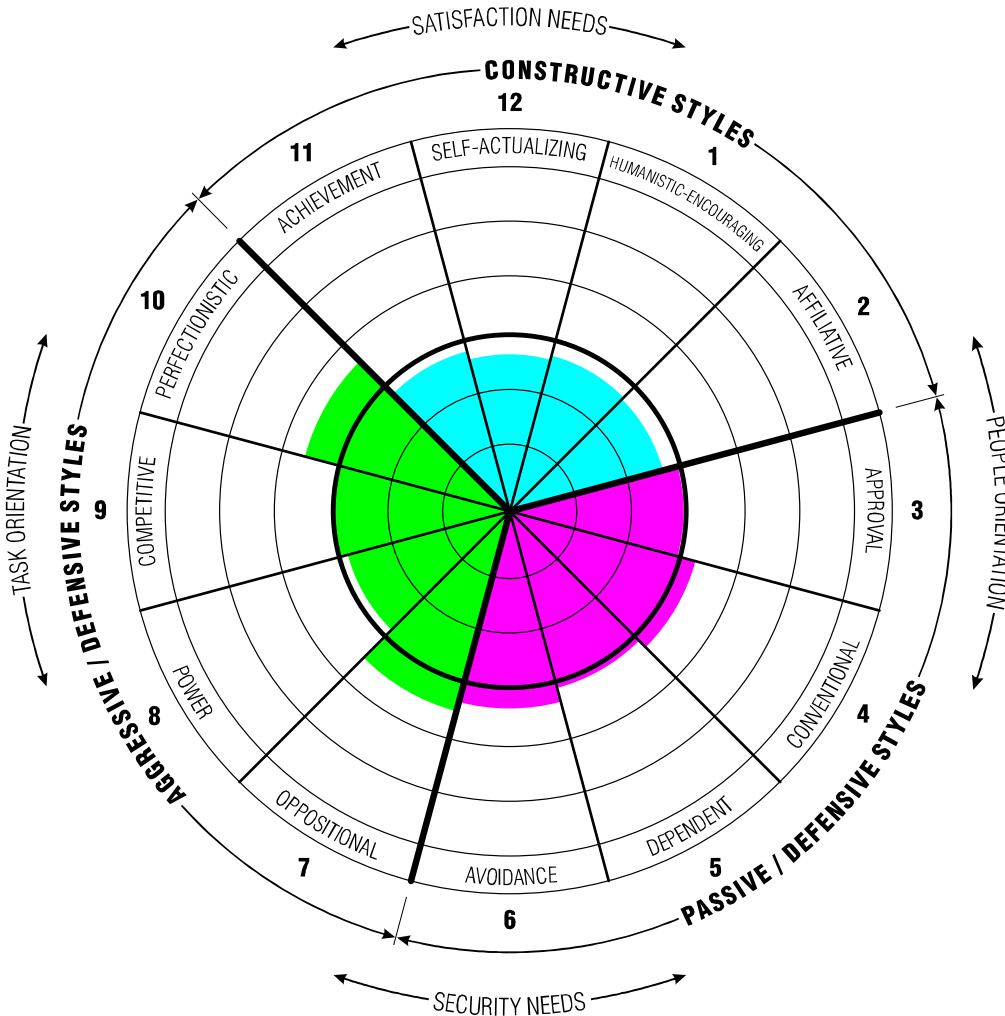 SATISFACTION NEEDS
CONSTRUCTIVE STYLES
12
11
1
SELF-ACTUALIZING
ACHIEVEMENT
HUMANISTIC-ENCOURAGING
10
2
PERFECTIONISTIC
AFFILIATIVE
TASK ORIENTATION
PEOPLE ORIENTATION
AGGRESSIVE / DEFENSIVE STYLES
9
COMPETITIVE
APPROVAL
3
8
POWER
CONVENTIONAL
4
PASSIVE / DEFENSIVE STYLES
OPPOSITIONAL
DEPENDENT
7
AVOIDANCE
5
6
SECURITY NEEDS